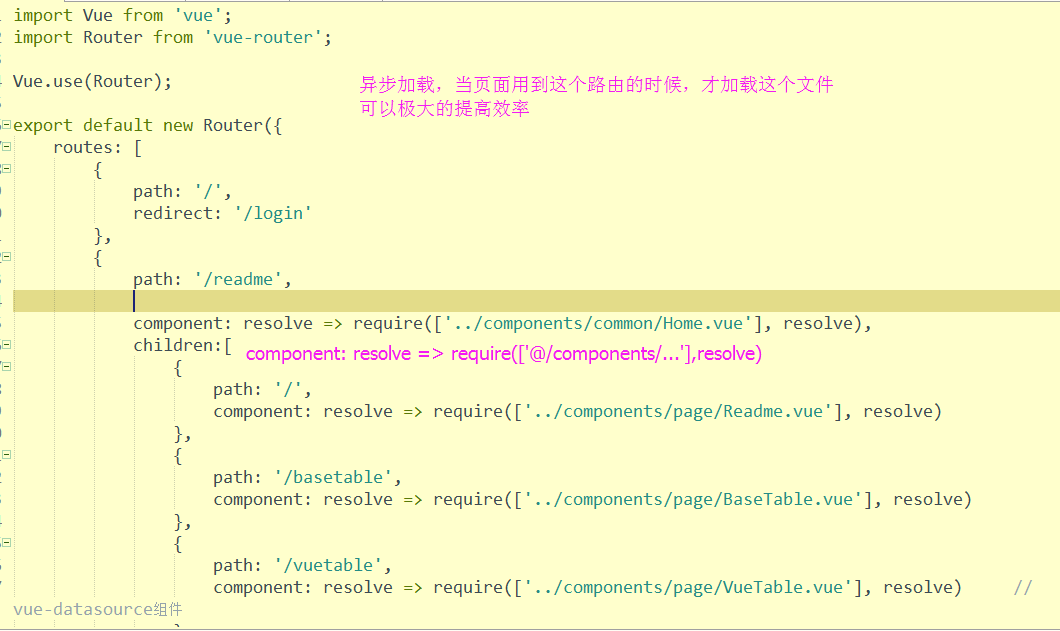 import Vue from 'vue';
import Router from 'vue-router';
Vue.use(Router);
异步加载，当页面用到这个路由的时候，才加载这个文件
可以极大的提高效率
export default new Router({
routes: [
{
path: '/',
redirect: '/login'
},
{
path: '/readme',
component: resolve => require(['../components/common/Home.vue'], resolve),
children:[
component: resolve => require(['@/components/...'],resolve)
{
path: '/',
component: resolve => require(['../components/page/Readme.vue'], resolve)
},
{
path: '/basetable',
component: resolve => require(['../components/page/BaseTable.vue'], resolve)
},
{
path: '/vuetable',
component: resolve => require(['../components/page/VueTable.vue'], resolve) //
vue-datasource组件